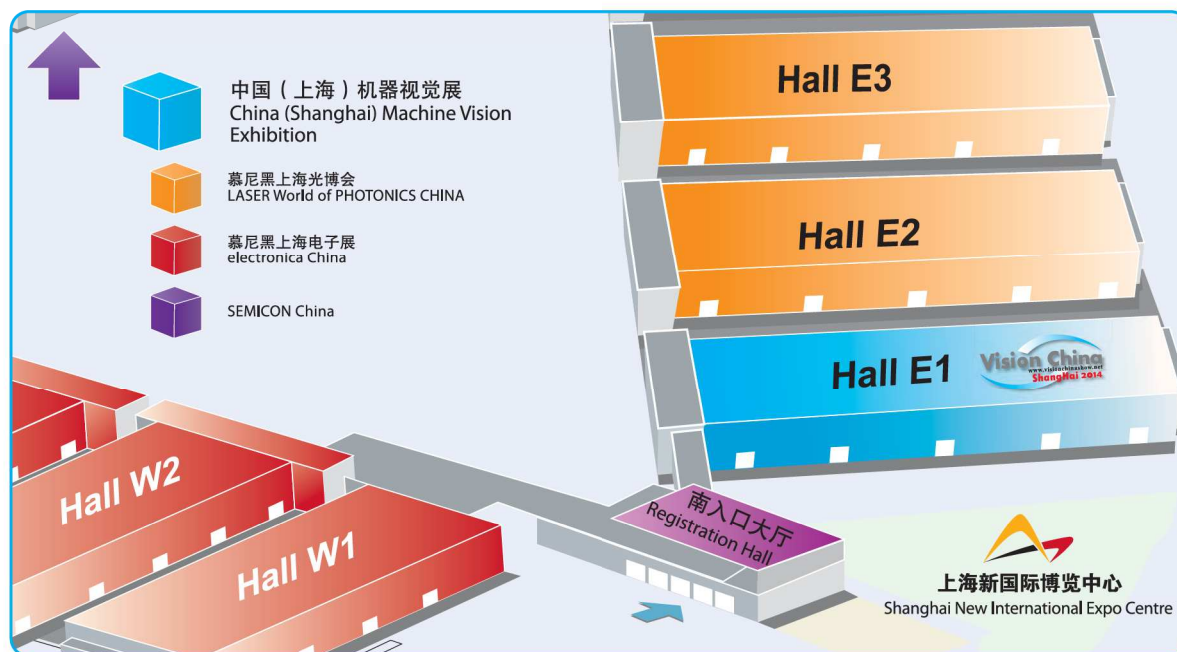 中国（上海）机器视觉展
China (Shanghai) Machine Vision
Exhibition
慕尼黑上海光博会
LASER World of PHOTONICS CHINA
慕尼黑上海电子展
electronica China
SEMICON China
Hall E3
Hall E2
Hall E1
Vision China
www.visionchinashow.net
ShangHai 2014
Hall W2
Hall W1
南入口大厅
Registration Hall
上海新国际博览中心
Shanghai New International Expo Centre